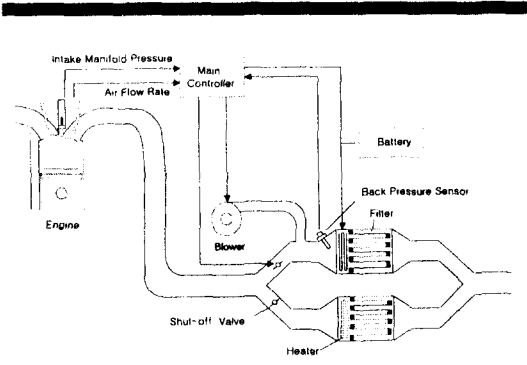 Intake Manifold Pressure
Main
Controller
Air Flow Rate
Battery
Back Pressure Sensor
Filter
Engine
Blower
Shut-off Valve
Heater